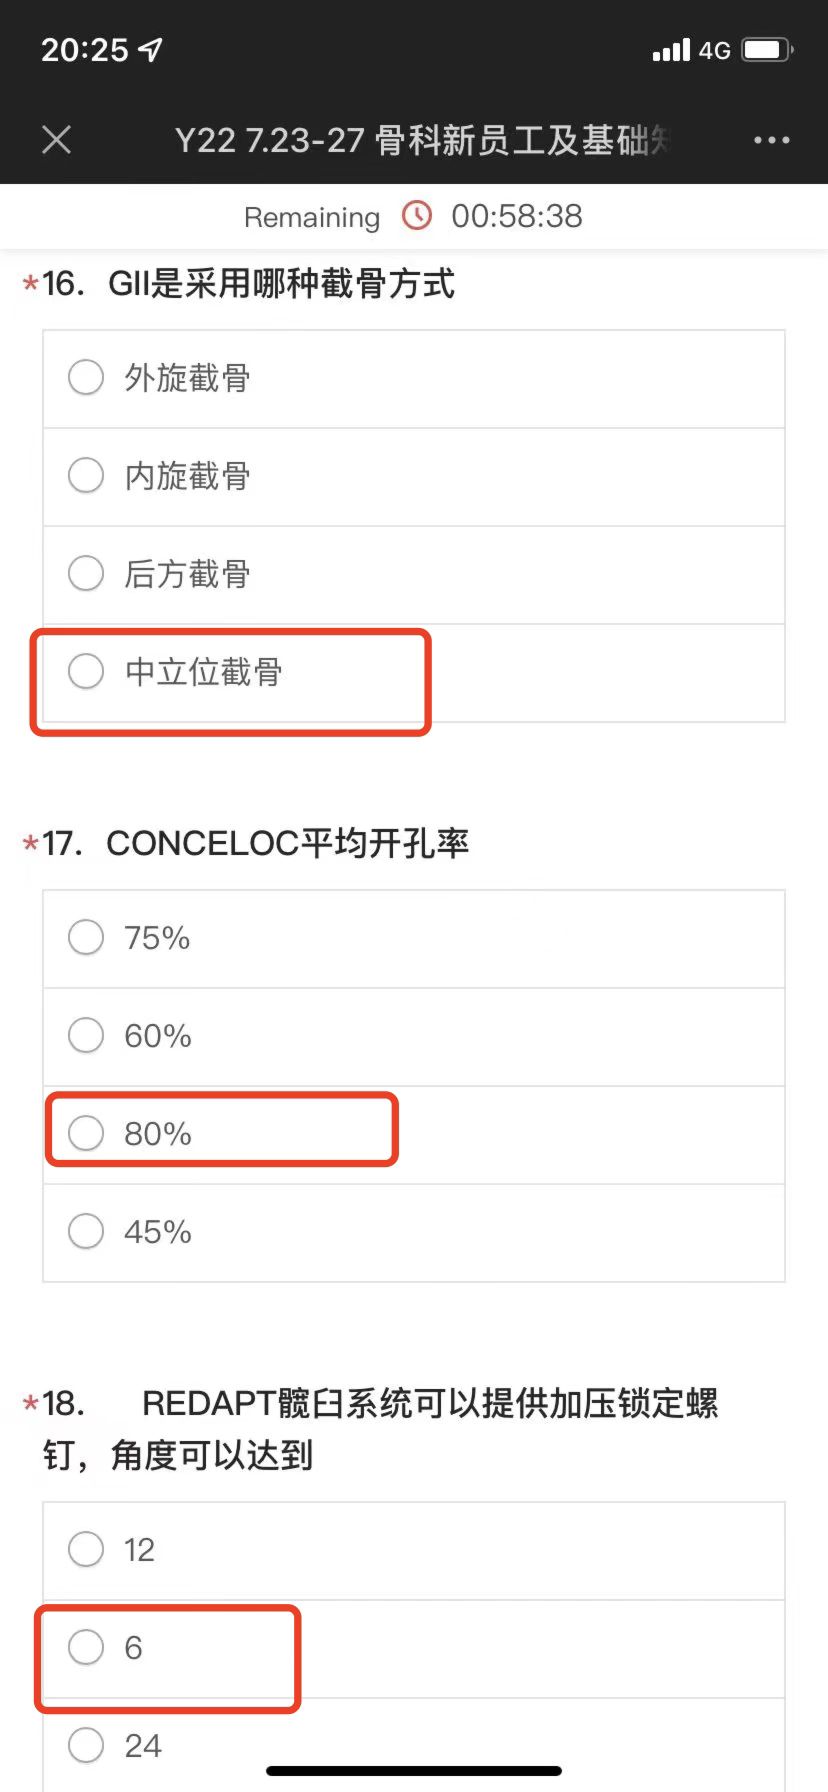 20:25
4G
Y22 7.23-27 骨科新员工及基础
Remaining 00:58:38
*16. GII是采用哪种截骨方式
外旋截骨
内旋截骨
后方截骨
中立位截骨
*17. CONCELOC平均开孔率
75%
60%
80%
45%
*18. REDAPT髋臼系统可以提供加压锁定螺
钉，角度可以达到
12
6
24